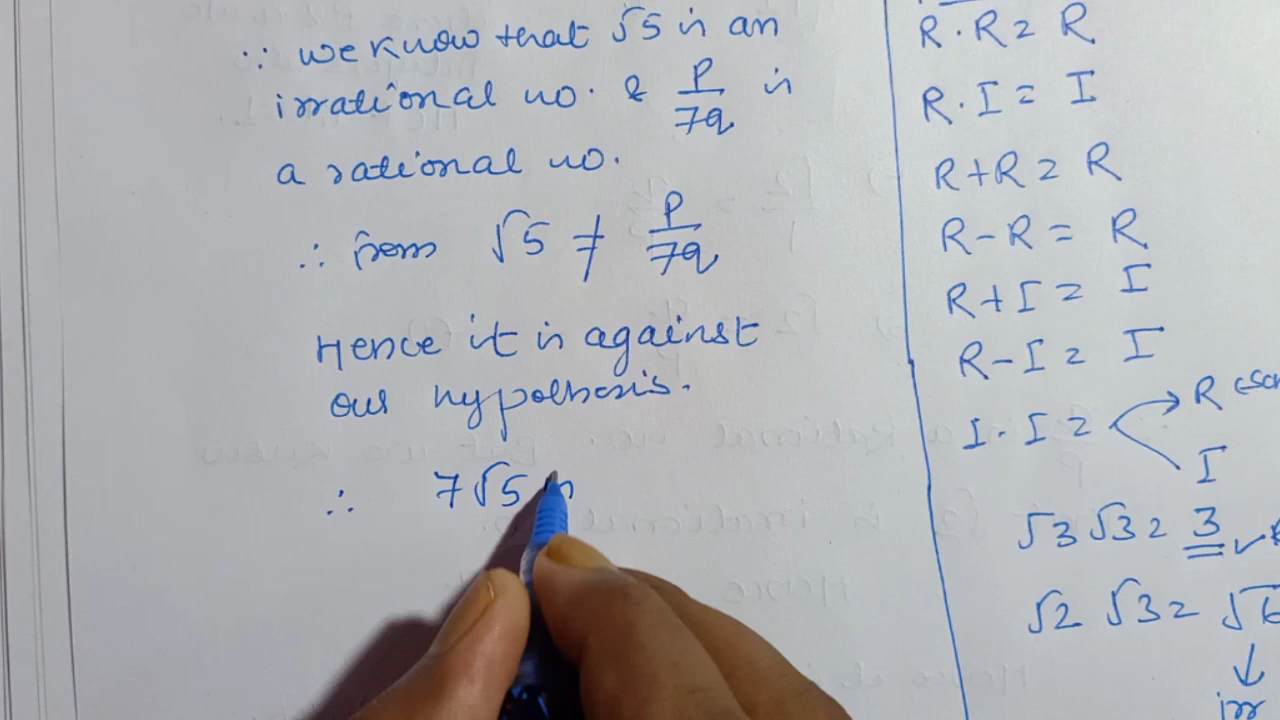 ∵ we know that √5 is an
irrational no. & P/7q is
a rational no.
∴ from √5 ≠ P/7q
Hence it is against
our hypothesis.
∴ 7√5 is
R·R = R
R·I = I
R+R = R
R-R = R
R+I = I
R-I = I
I·I = R
I
√3 √3 = 3
√2 √3 = √6
↓
irr